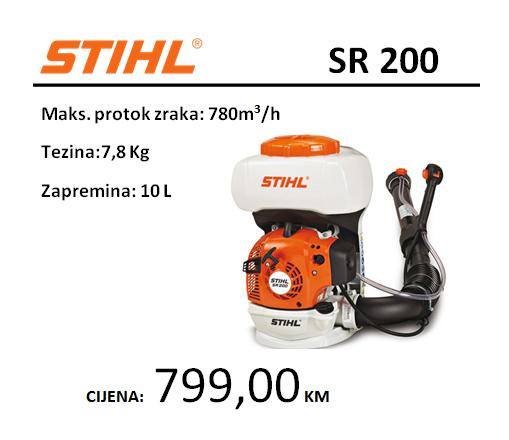 STIHL® SR 200
Maks. protok zraka: 780m³/h
Tezina:7,8 Kg
Zapremina: 10 L
STIHL
STIHL
SR 200
STIHL
CIJENA: 799,00 KM